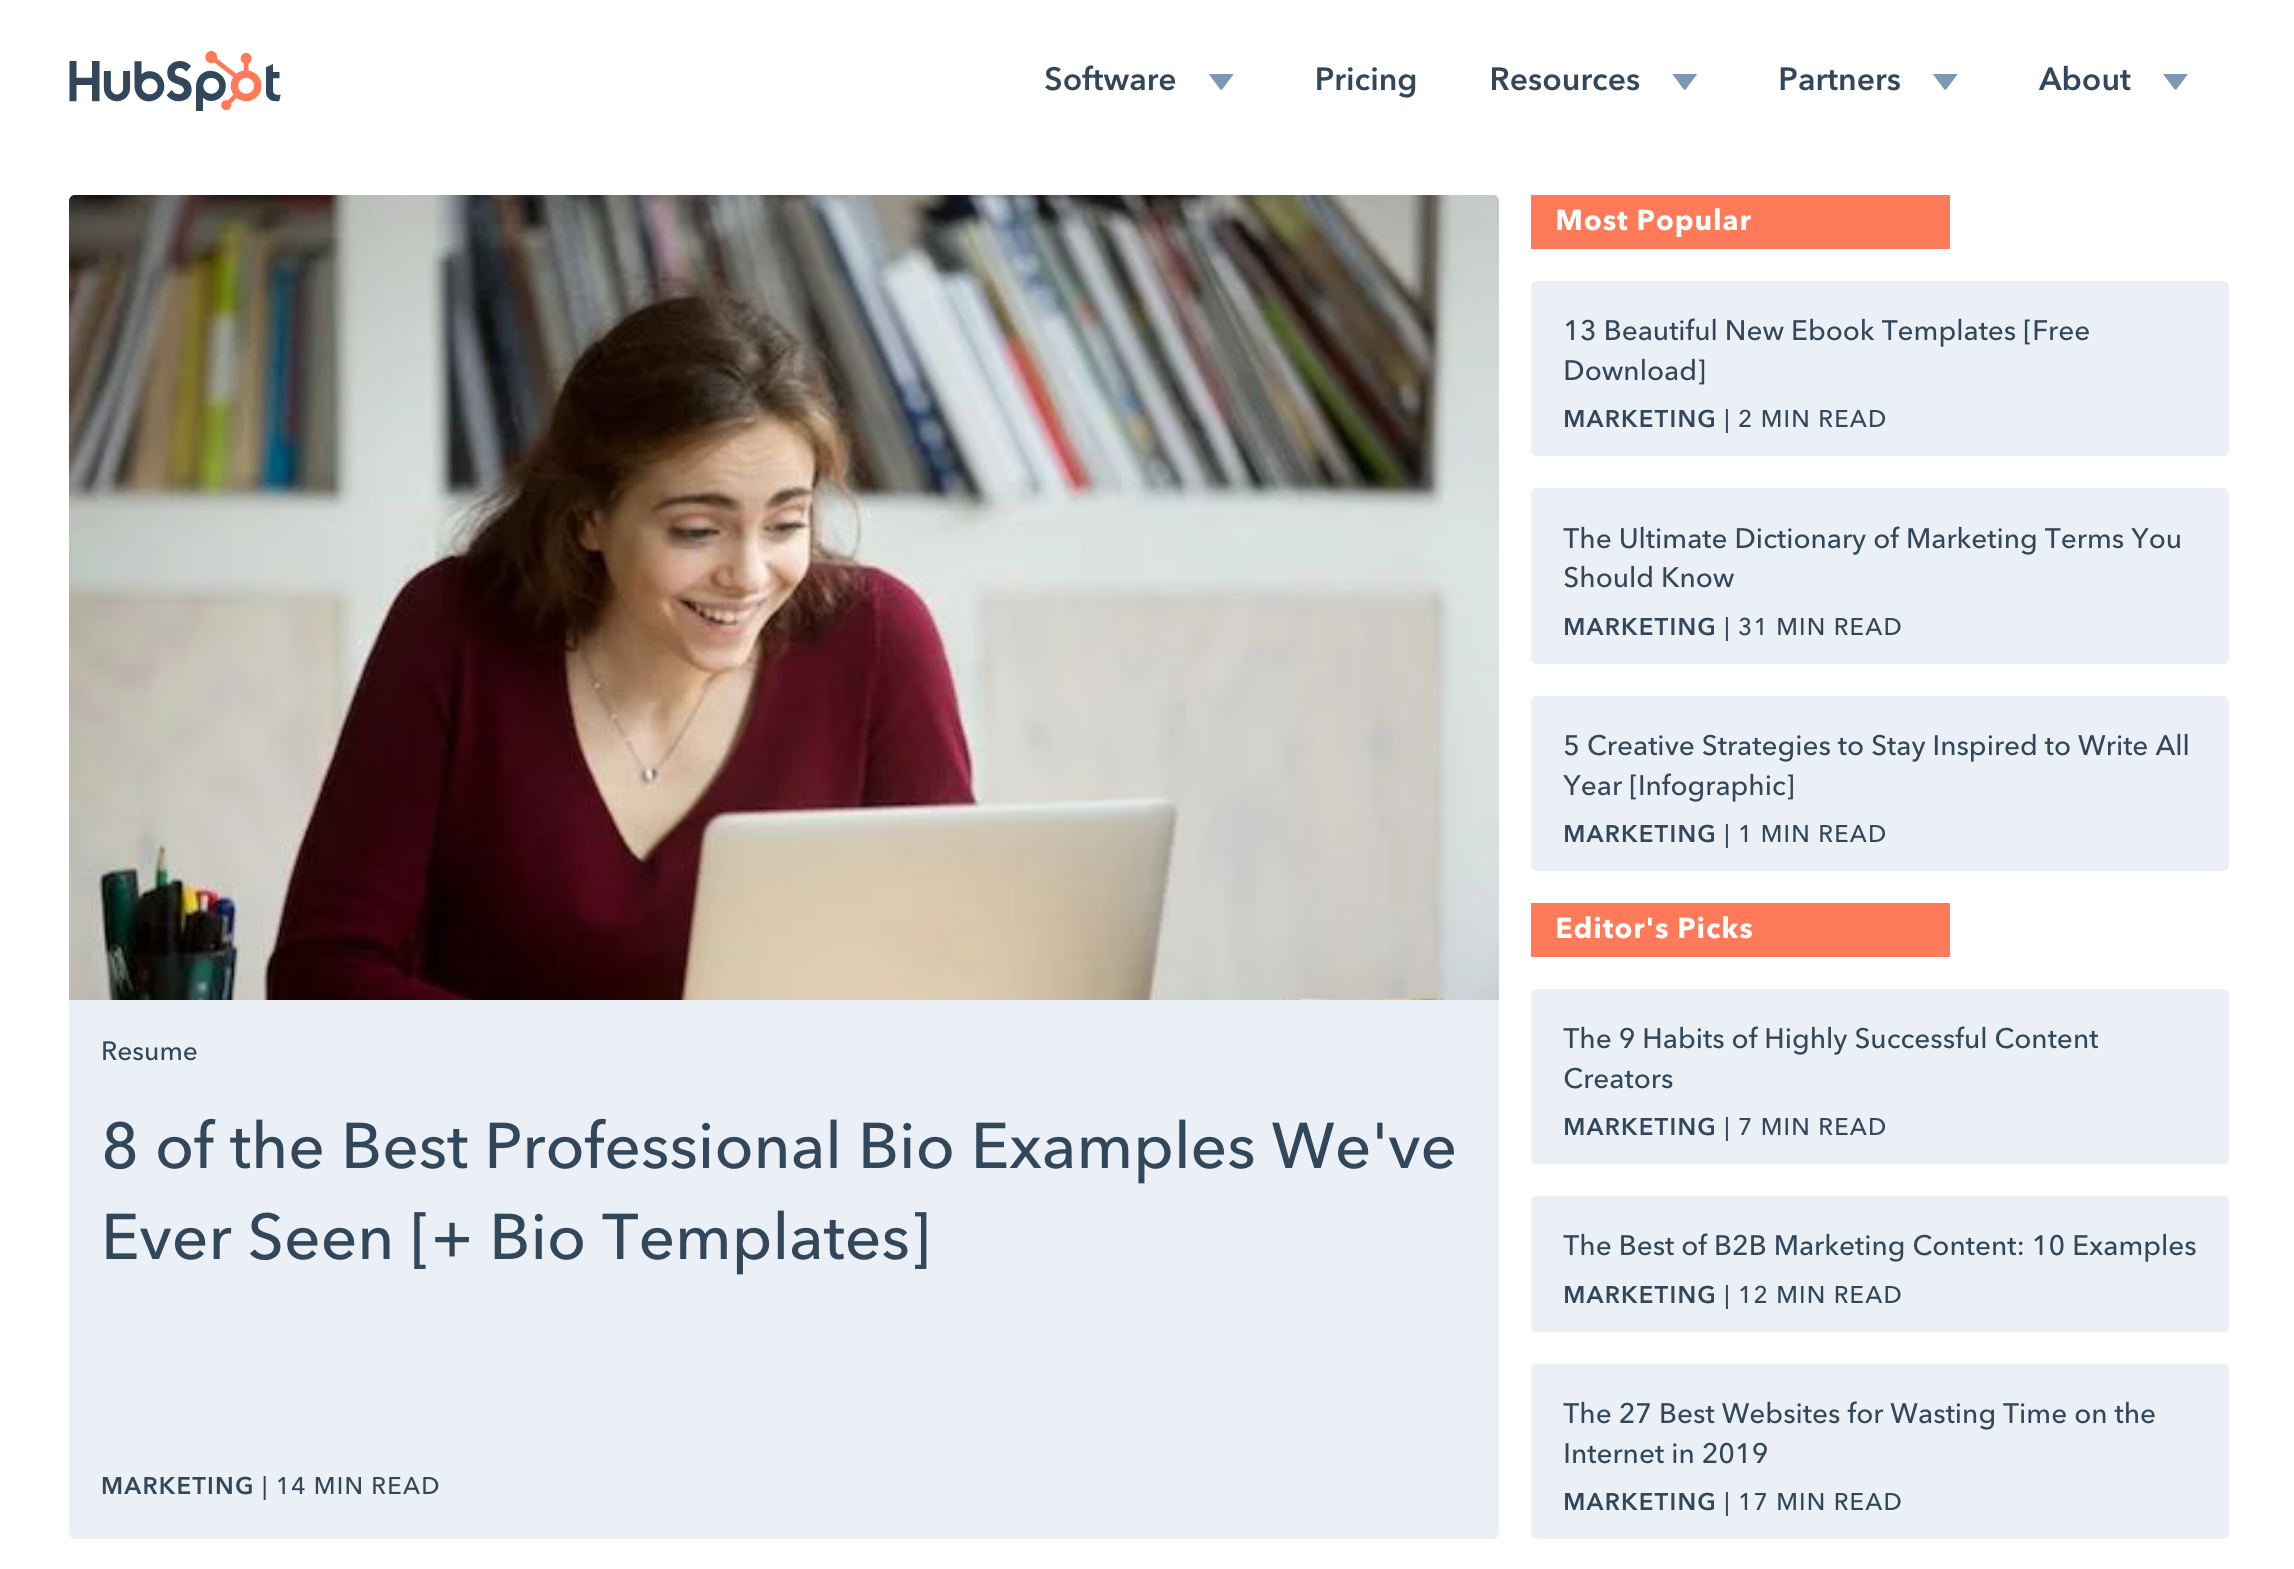 HubSpot
Software
Pricing
Resources
Partners
About
Resume
8 of the Best Professional Bio Examples We've
Ever Seen [+ Bio Templates]
MARKETING | 14 MIN READ
Most Popular
13 Beautiful New Ebook Templates [Free
Download]
MARKETING | 2 MIN READ
The Ultimate Dictionary of Marketing Terms You
Should Know
MARKETING | 31 MIN READ
5 Creative Strategies to Stay Inspired to Write All
Year [Infographic]
MARKETING | 1 MIN READ
Editor's Picks
The 9 Habits of Highly Successful Content
Creators
MARKETING | 7 MIN READ
The Best of B2B Marketing Content: 10 Examples
MARKETING | 12 MIN READ
The 27 Best Websites for Wasting Time on the
Internet in 2019
MARKETING | 17 MIN READ